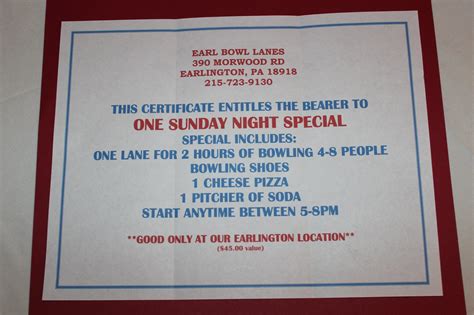 EARL BOWL LANES
390 MORWOOD RD
EARLINGTON, PA 18918
215-723-9130
THIS CERTIFICATE ENTITLES THE BEARER TO
ONE SUNDAY NIGHT SPECIAL
SPECIAL INCLUDES:
ONE LANE FOR 2 HOURS OF BOWLING 4-8 PEOPLE
BOWLING SHOES
1 CHEESE PIZZA
1 PITCHER OF SODA
START ANYTIME BETWEEN 5-8PM
**GOOD ONLY AT OUR EARLINGTON LOCATION**
($45.00 value)